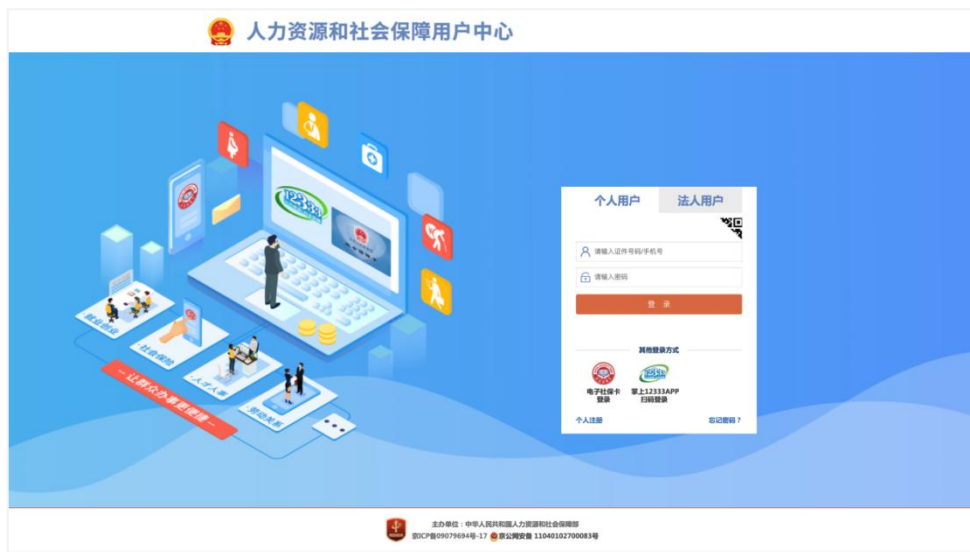 人力资源和社会保障用户中心
12333
就业创业
·社会保险
·人才人事
·劳动关系
--- 让群众办事更便捷 ---
个人用户 法人用户
请输入证件号码/手机号
请输入密码
登 录
其他登录方式
12333
电子社保卡 掌上12333APP
登录 扫码登录
个人注册 忘记密码？
主办单位：中华人民共和国人力资源和社会保障部
京ICP备09079694号-17 京公网安备 11040102700083号